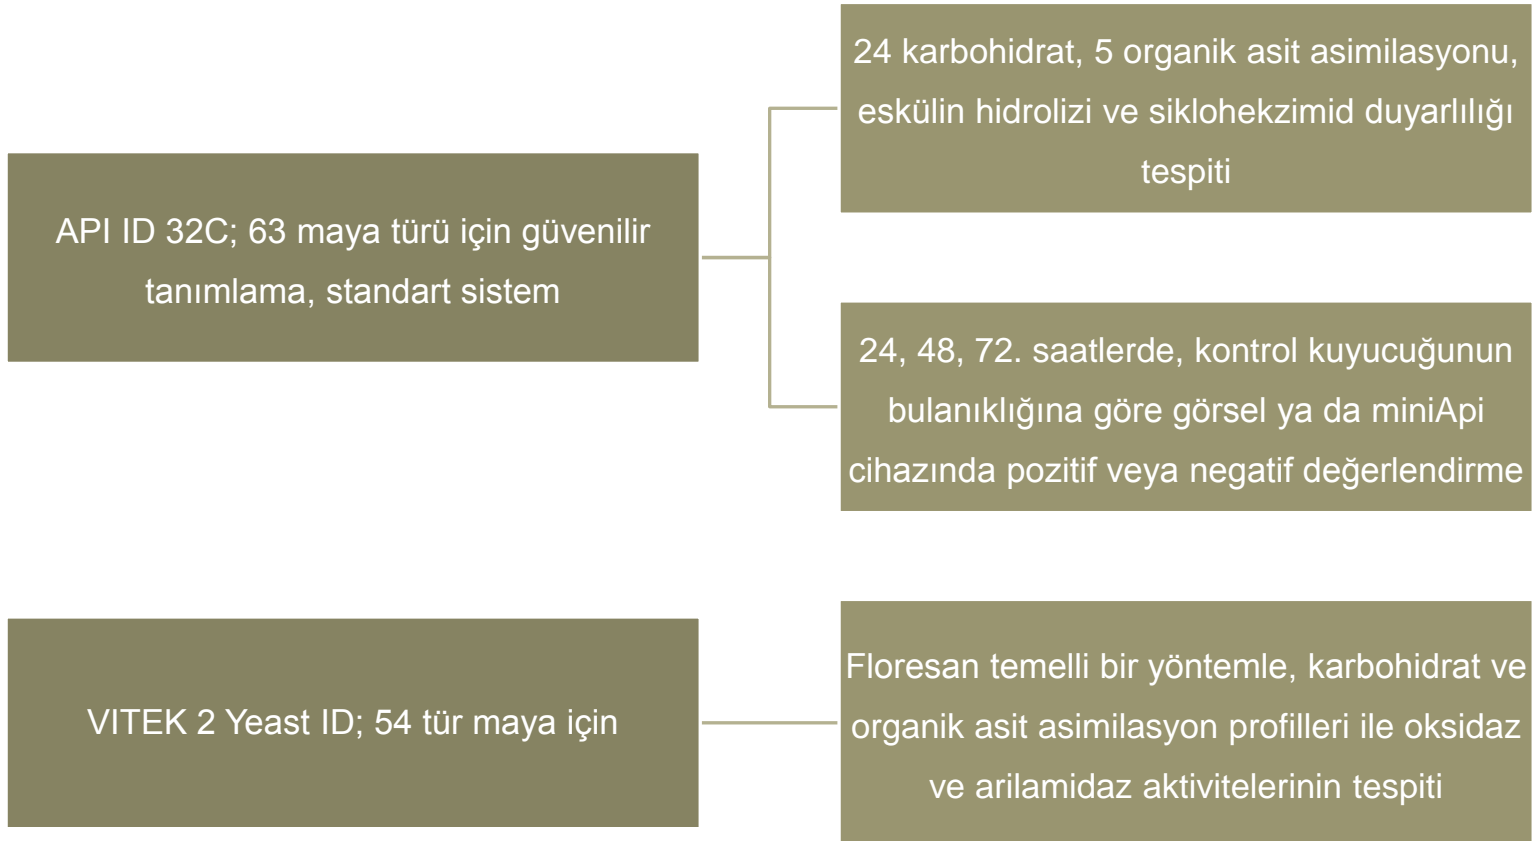 API ID 32C; 63 maya türü için güvenilir
tanımlama, standart sistem
24 karbohidrat, 5 organik asit asimilasyonu,
eskülin hidrolizi ve siklohekzimid duyarlılığı
tespiti
24, 48, 72. saatlerde, kontrol kuyucuğunun
bulanıklığına göre görsel ya da miniApi
cihazında pozitif veya negatif değerlendirme
VITEK 2 Yeast ID; 54 tür maya için
Floresan temelli bir yöntemle, karbohidrat ve
organik asit asimilasyon profilleri ile oksidaz
ve arilamidaz aktivitelerinin tespiti